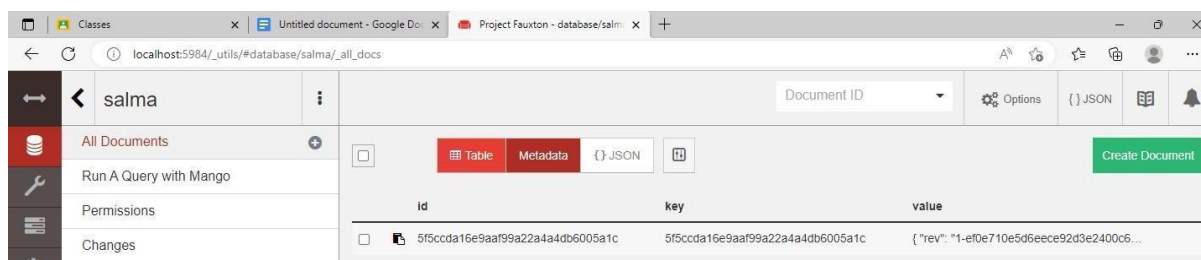 Classes
Untitled document - Google Doc
Project Fauxton - database/salm
localhost:5984/_utils/#database/salma/_all_docs
salma
Document ID
Options
{ } JSON
All Documents
Table
Metadata
{ } JSON
Create Document
Run A Query with Mango
Permissions
Changes
id key value
5f5ccda16e9aaf99a22a4a4db6005a1c 5f5ccda16e9aaf99a22a4a4db6005a1c { "rev": "1-ef0e710e5d6eece92d3e2400c6...